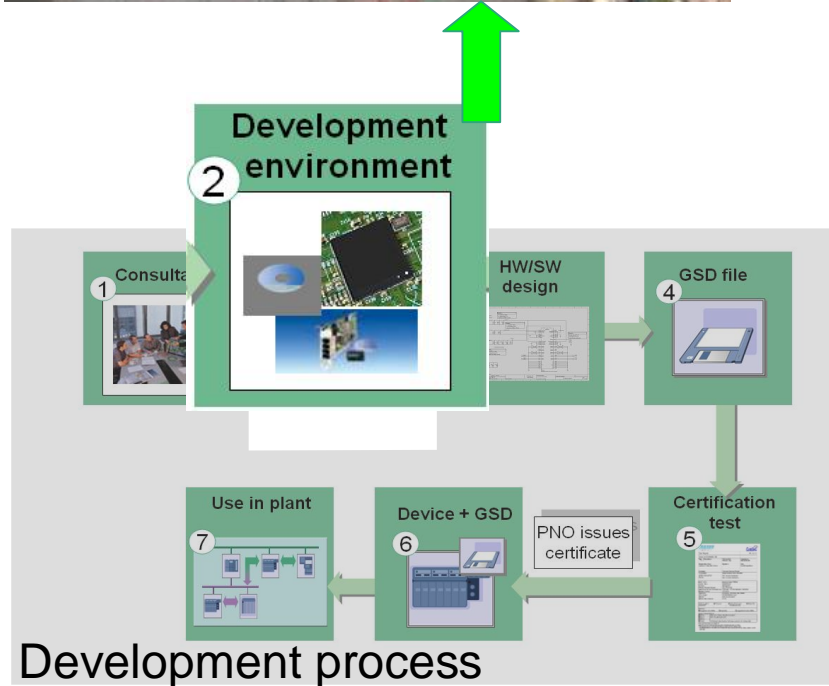 Development
environment
2
Consulta
1
HW/SW
design
GSD file
4
Use in plant
7
Device + GSD
6
PNO issues
certificate
Certification
test
5
Development process